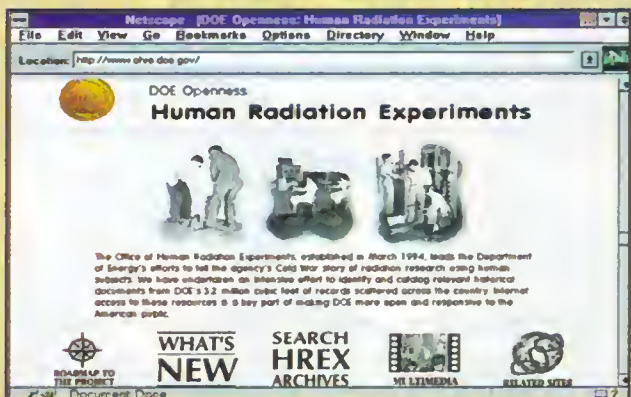 Netscape - [DOE Openness: Human Radiation Experiments]
File Edit View Go Bookmarks Options Directory Window Help
Location: http://www.ohre.doe.gov/
DOE Openness
Human Radiation Experiments
The Office of Human Radiation Experiments, established in March 1994, leads the Department
of Energy's efforts to tell the agency's Cold War story of radiation research using human
subjects. We have undertaken an intensive effort to identify and catalog relevant historical
documents from DOE's 3.2 million cubic feet of records scattered across the country. Internet
access to these resources is a key part of making DOE more open and responsive to the
American public.
ROADMAP TO
THE PROJECT
WHAT'S
NEW
SEARCH
HREX
ARCHIVES
MULTIMEDIA
RELATED SITES
Document Done